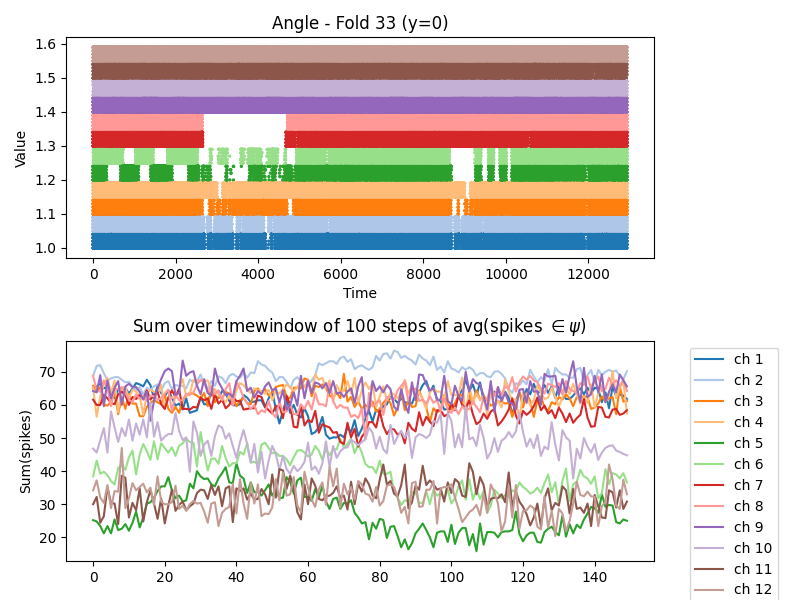 Angle - Fold 33 (y=0)
Value
1.6
1.5
1.4
1.3
1.2
1.1
1.0
0
2000
4000
6000
8000
10000
12000
Time
Sum over timewindow of 100 steps of avg(spikes ∈ψ)
Sum(spikes)
70
60
50
40
30
20
0
20
40
60
80
100
120
140
ch 1
ch 2
ch 3
ch 4
ch 5
ch 6
ch 7
ch 8
ch 9
ch 10
ch 11
ch 12